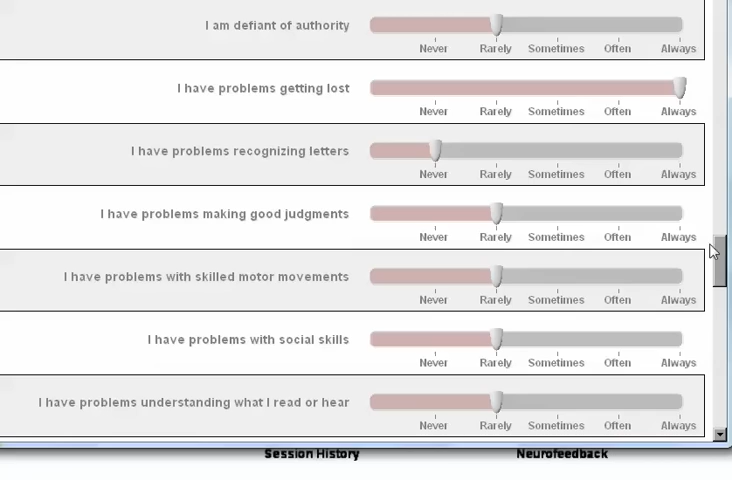 I am defiant of authority
Never Rarely Sometimes Often Always
I have problems getting lost
Never Rarely Sometimes Often Always
I have problems recognizing letters
Never Rarely Sometimes Often Always
I have problems making good judgments
Never Rarely Sometimes Often Always
I have problems with skilled motor movements
Never Rarely Sometimes Often Always
I have problems with social skills
Never Rarely Sometimes Often Always
I have problems understanding what I read or hear
Never Rarely Sometimes Often Always
Session History Neurofeedback